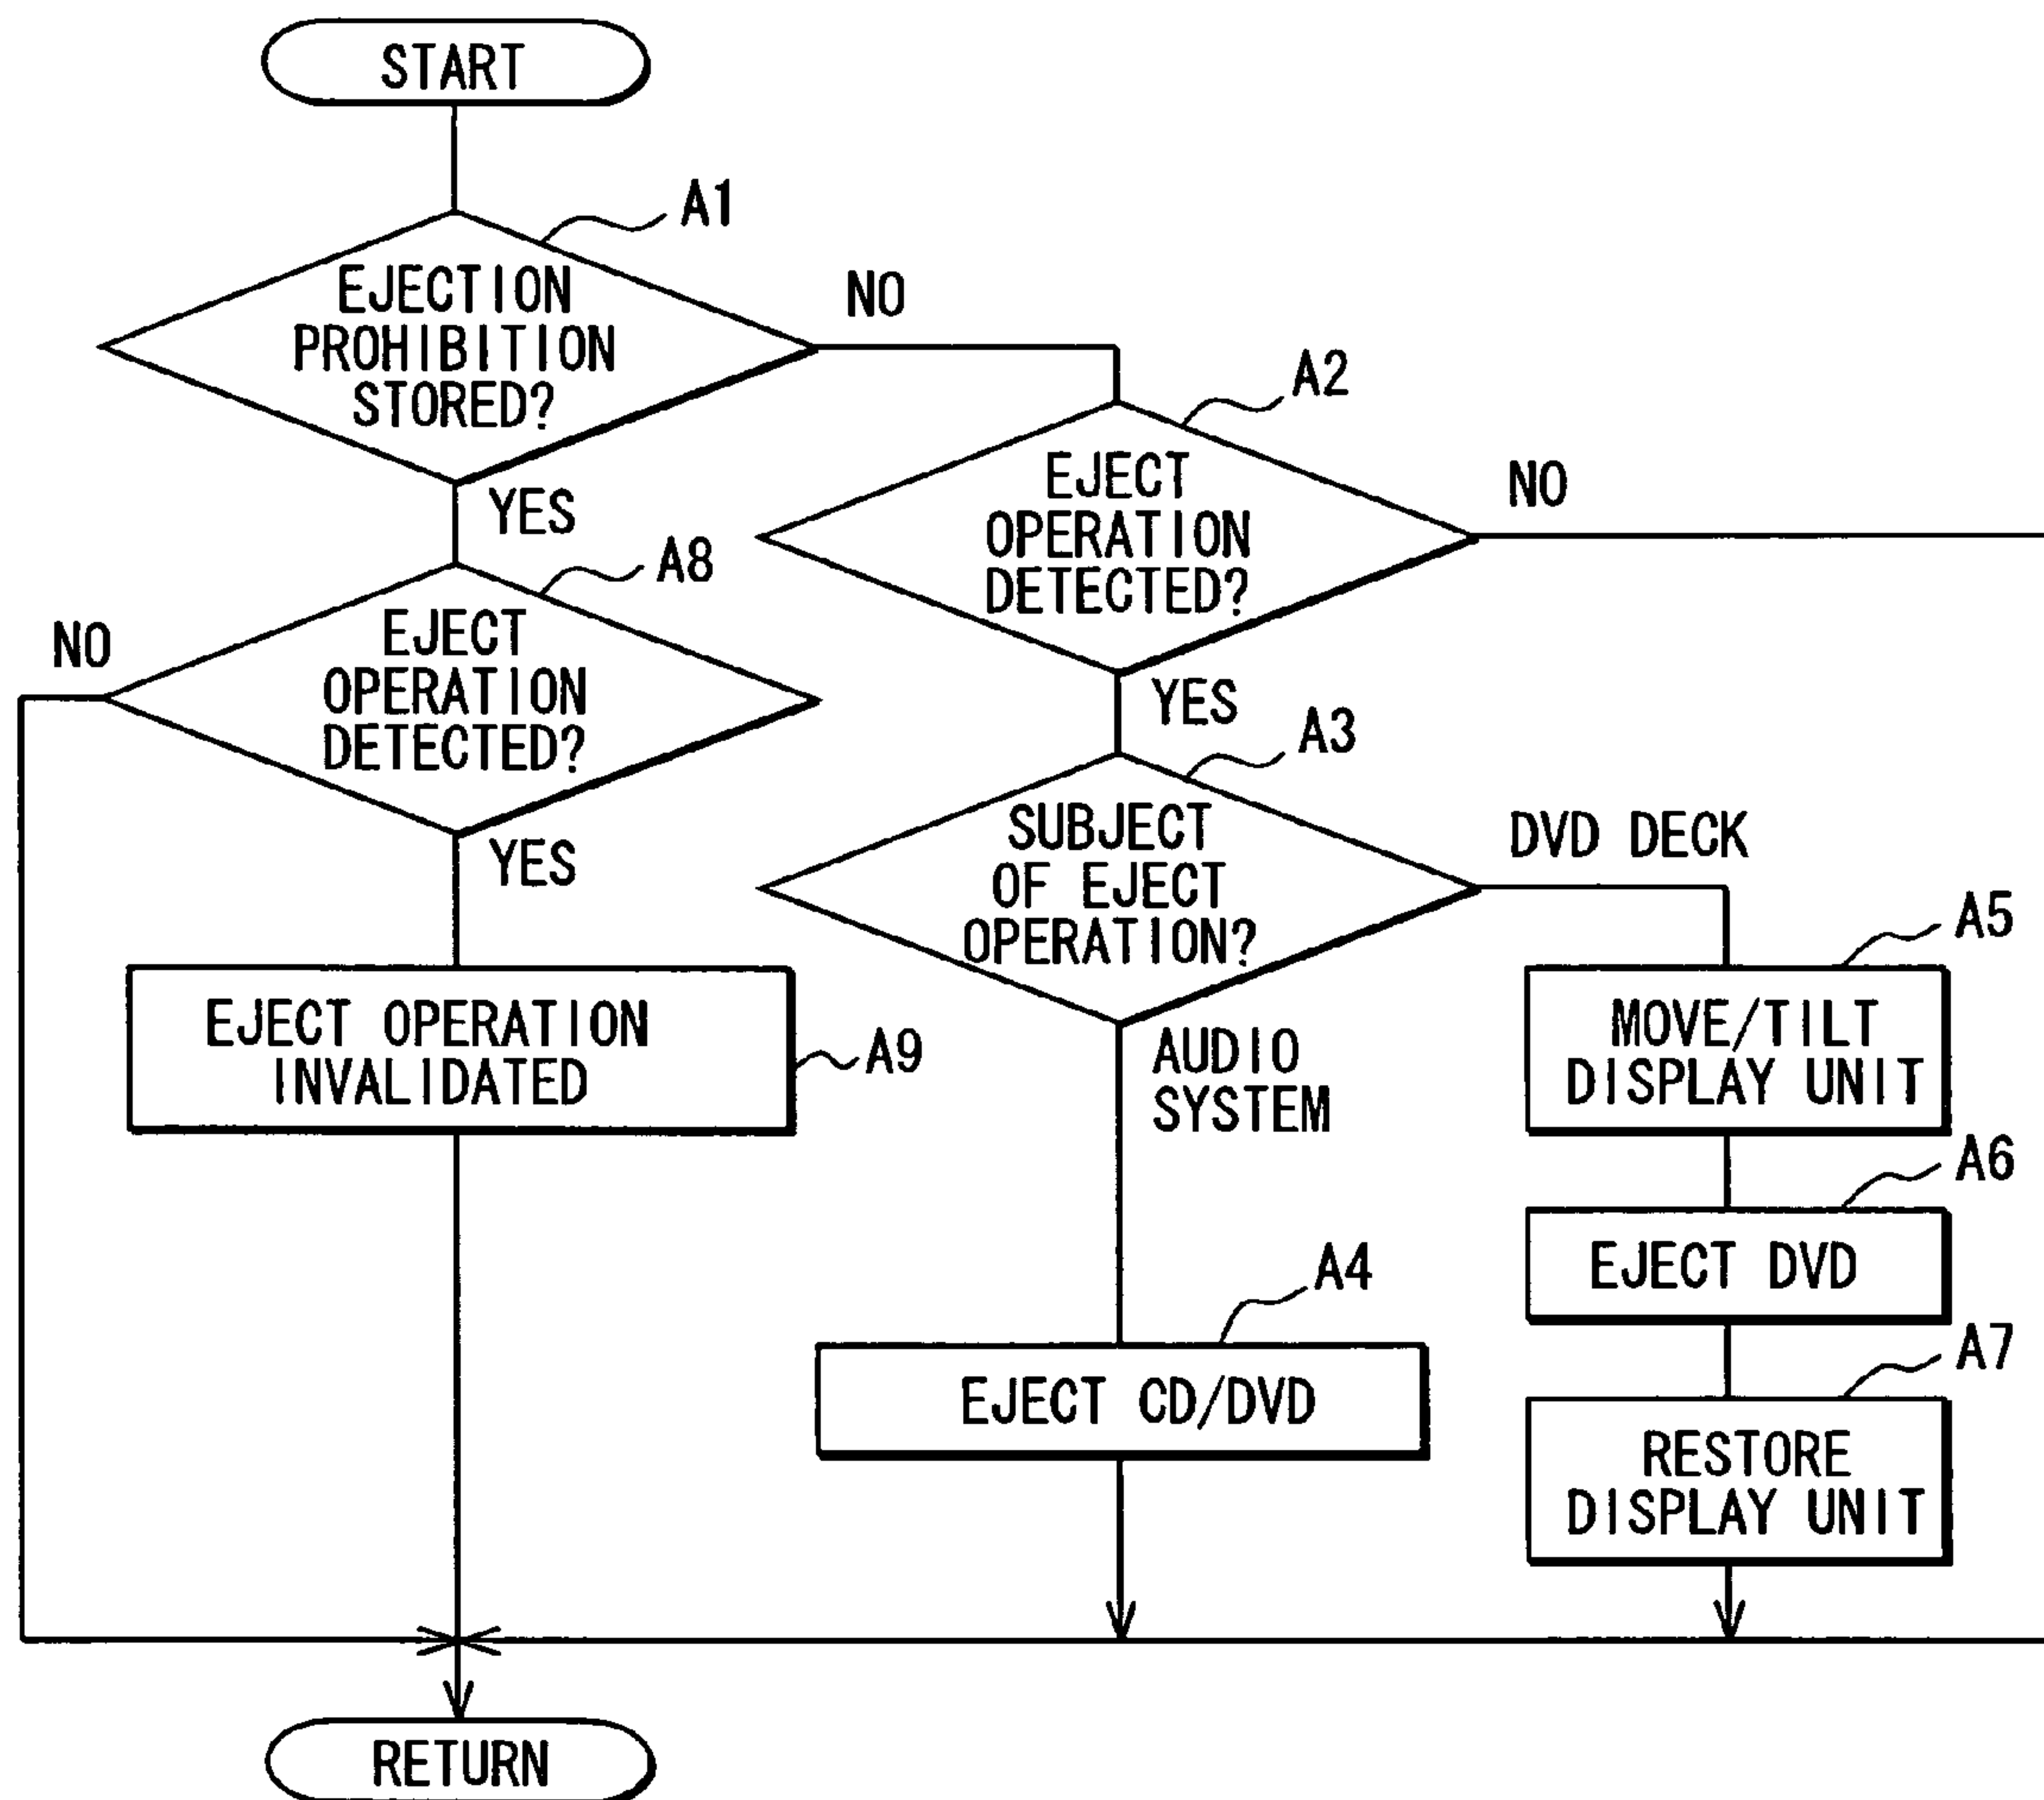 START
A1
EJECTION
PROHIBITION
STORED?
NO
YES
A2
EJECT
OPERATION
DETECTED?
NO
YES
A8
EJECT
OPERATION
DETECTED?
NO
YES
A3
SUBJECT
OF EJECT
OPERATION?
DVD DECK
AUDIO
SYSTEM
A5
MOVE/TILT
DISPLAY UNIT
A9
EJECT OPERATION
INVALIDATED
A6
EJECT DVD
A4
EJECT CD/DVD
A7
RESTORE
DISPLAY UNIT
RETURN